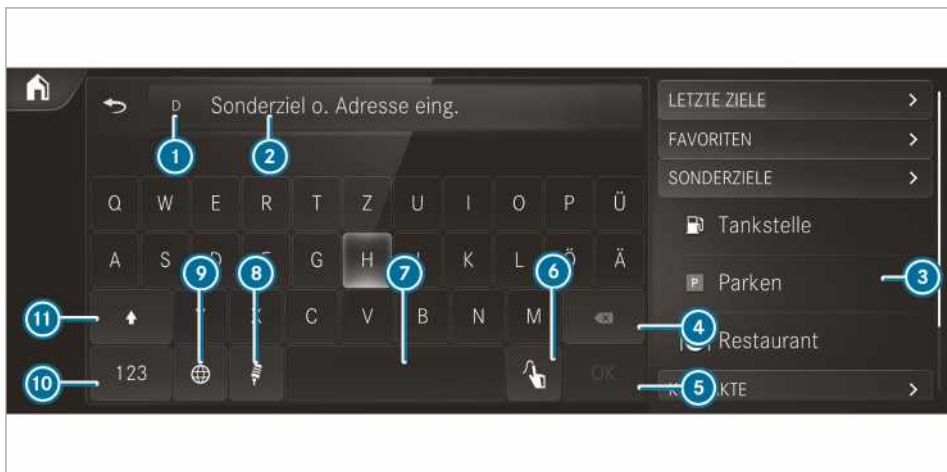 D Sonderziel o. Adresse eing.
1 2
Q W E R T Z U I O P Ü
A S D G H K L Ö Ä
9 8 7 6
11 Y X C V B N M
4
10 123 OK
5
LETZTE ZIELE
FAVORITEN
SONDERZIELE
Tankstelle
3
P Parken
Restaurant